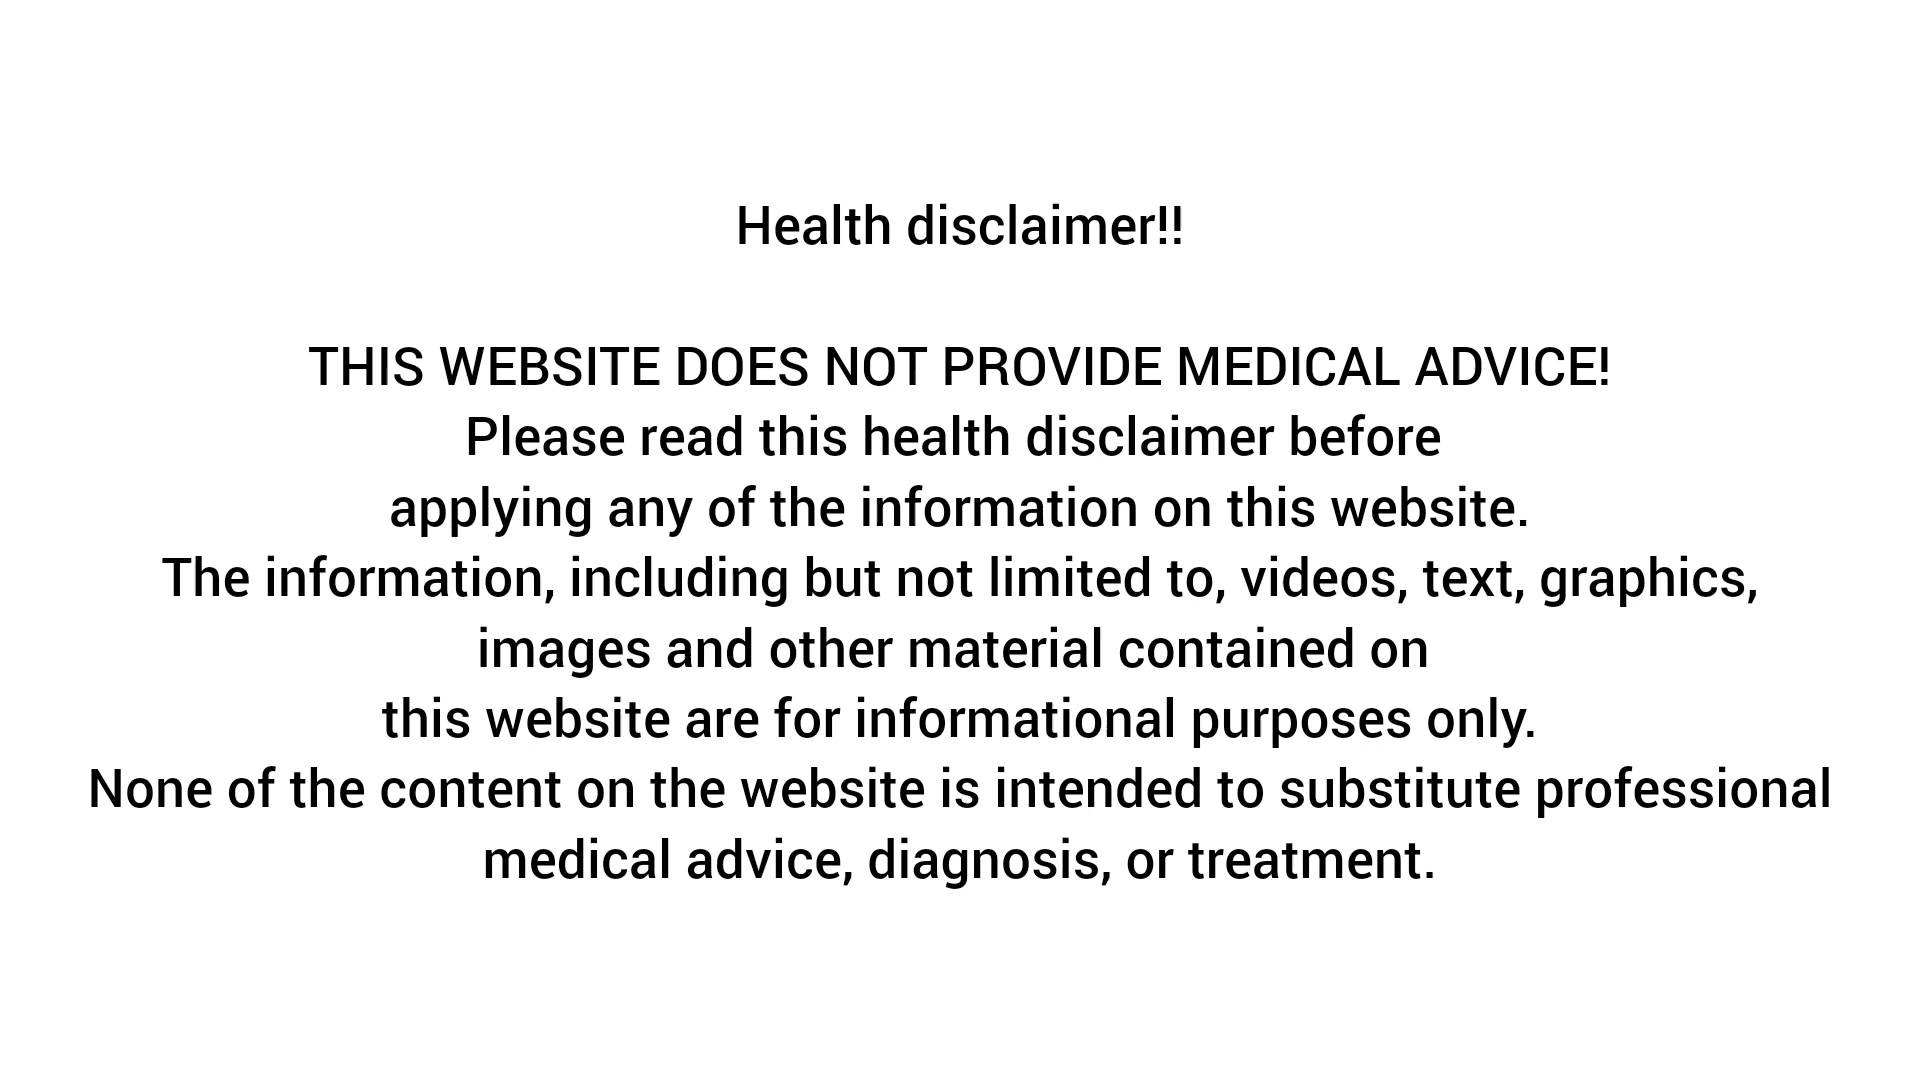 Health disclaimer!!
THIS WEBSITE DOES NOT PROVIDE MEDICAL ADVICE!
Please read this health disclaimer before
applying any of the information on this website.
The information, including but not limited to, videos, text, graphics,
images and other material contained on
this website are for informational purposes only.
None of the content on the website is intended to substitute professional
medical advice, diagnosis, or treatment.